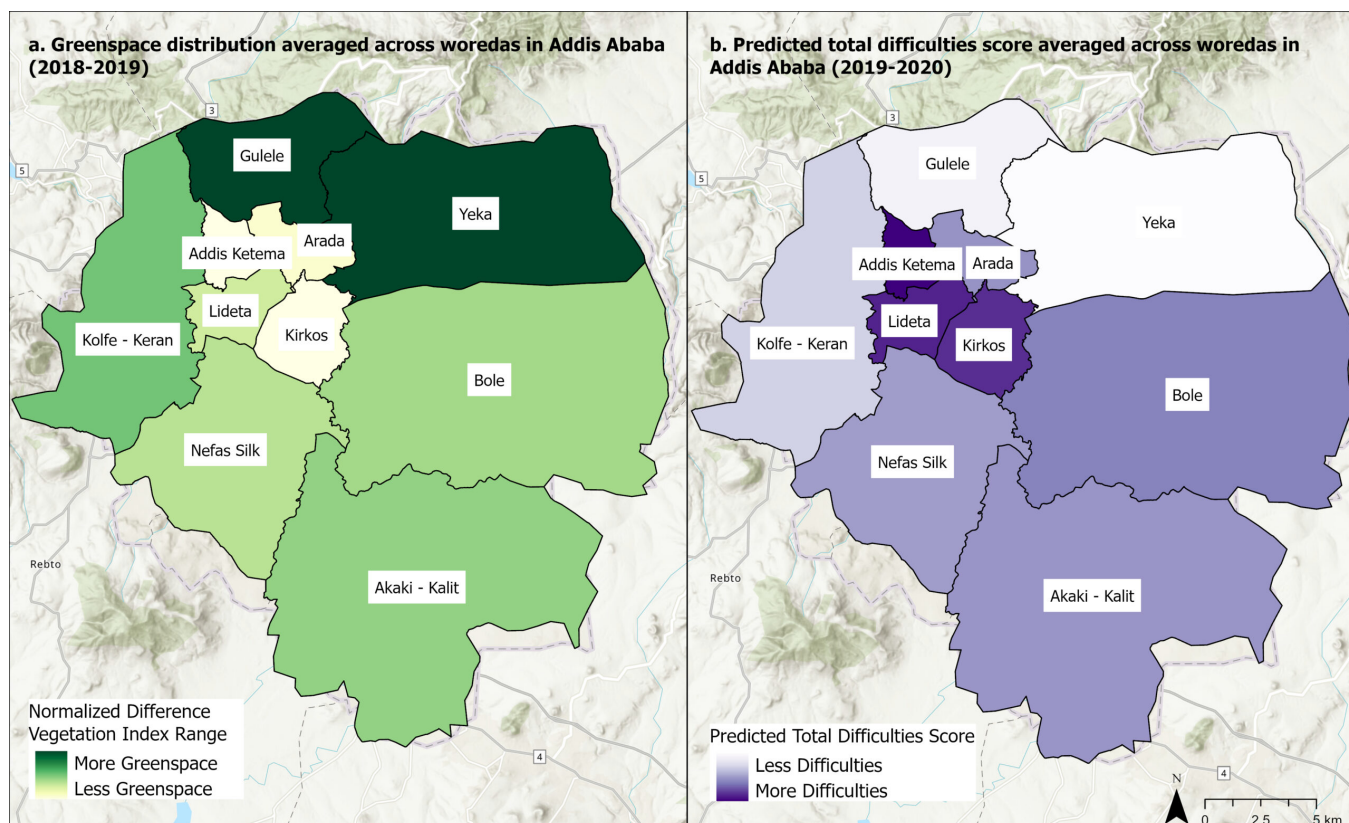 a. Greenspace distribution averaged across woredas in Addis Ababa
(2018-2019)
3
5
Gulele
Yeka
Addis Ketema
Arada
Lideta
Kirkos
Kolfe - Keran
Bole
Nefas Silk
Akaki - Kalit
Rebto
4
Normalized Difference
Vegetation Index Range
More Greenspace
Less Greenspace
b. Predicted total difficulties score averaged across woredas in
Addis Ababa (2019-2020)
3
5
Gulele
Yeka
Addis Ketema
Arada
Lideta
Kirkos
Kolfe - Keran
Bole
Nefas Silk
Akaki - Kalit
Rebto
4
Predicted Total Difficulties Score
Less Difficulties
More Difficulties
N
0 2.5 5 km